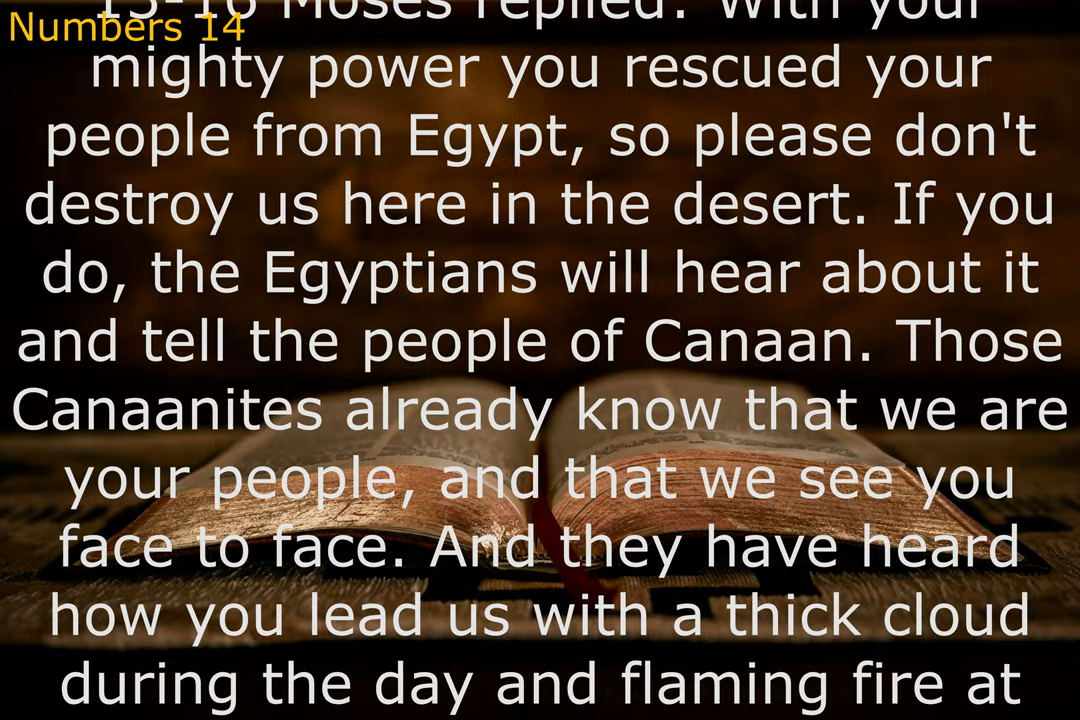 Numbers 14
13-16 Moses replied: With your
mighty power you rescued your
people from Egypt, so please don't
destroy us here in the desert. If you
do, the Egyptians will hear about it
and tell the people of Canaan. Those
Canaanites already know that we are
your people, and that we see you
face to face. And they have heard
how you lead us with a thick cloud
during the day and flaming fire at